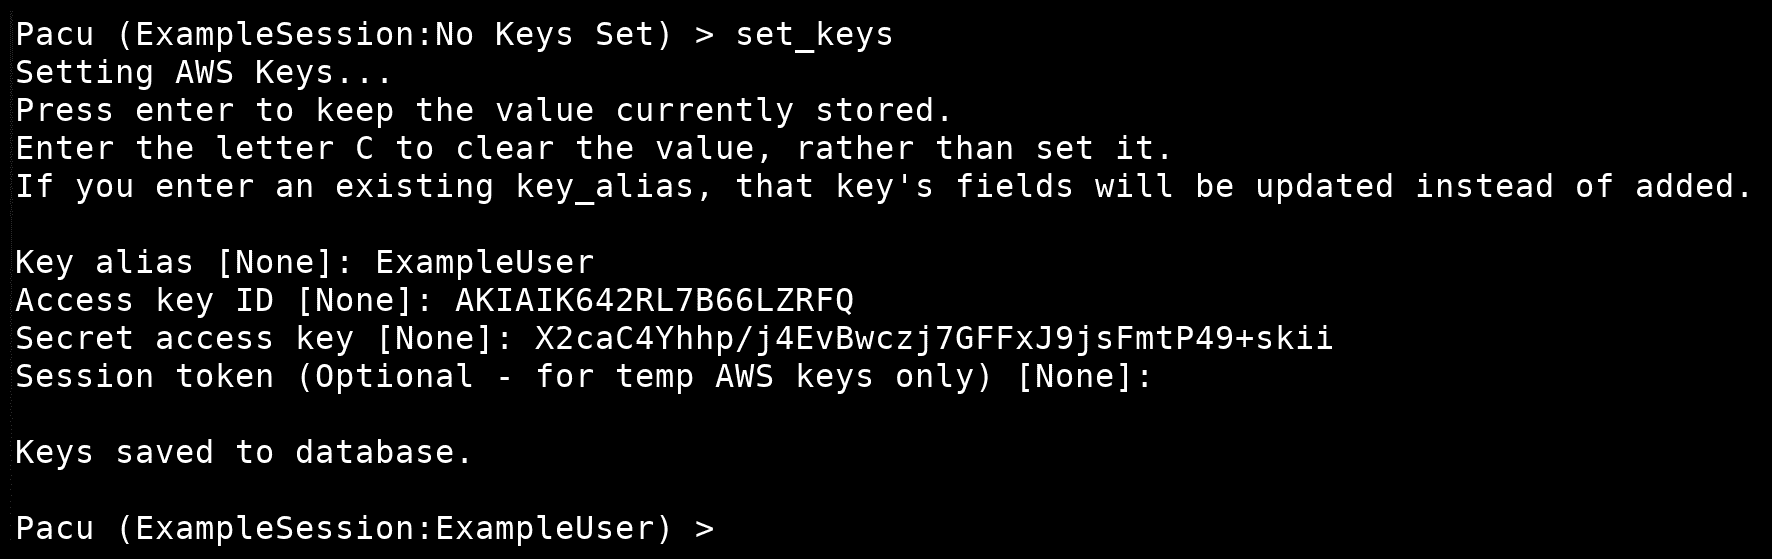 Pacu (ExampleSession:No Keys Set) > set_keys
Setting AWS Keys...
Press enter to keep the value currently stored.
Enter the letter C to clear the value, rather than set it.
If you enter an existing key_alias, that key's fields will be updated instead of added.
Key alias [None]: ExampleUser
Access key ID [None]: AKIAIK642RL7B66LZRFQ
Secret access key [None]: X2caC4Yhhp/j4EvBwczj7GFFxJ9jsFmtP49+skii
Session token (Optional - for temp AWS keys only) [None]:
Keys saved to database.
Pacu (ExampleSession:ExampleUser) >